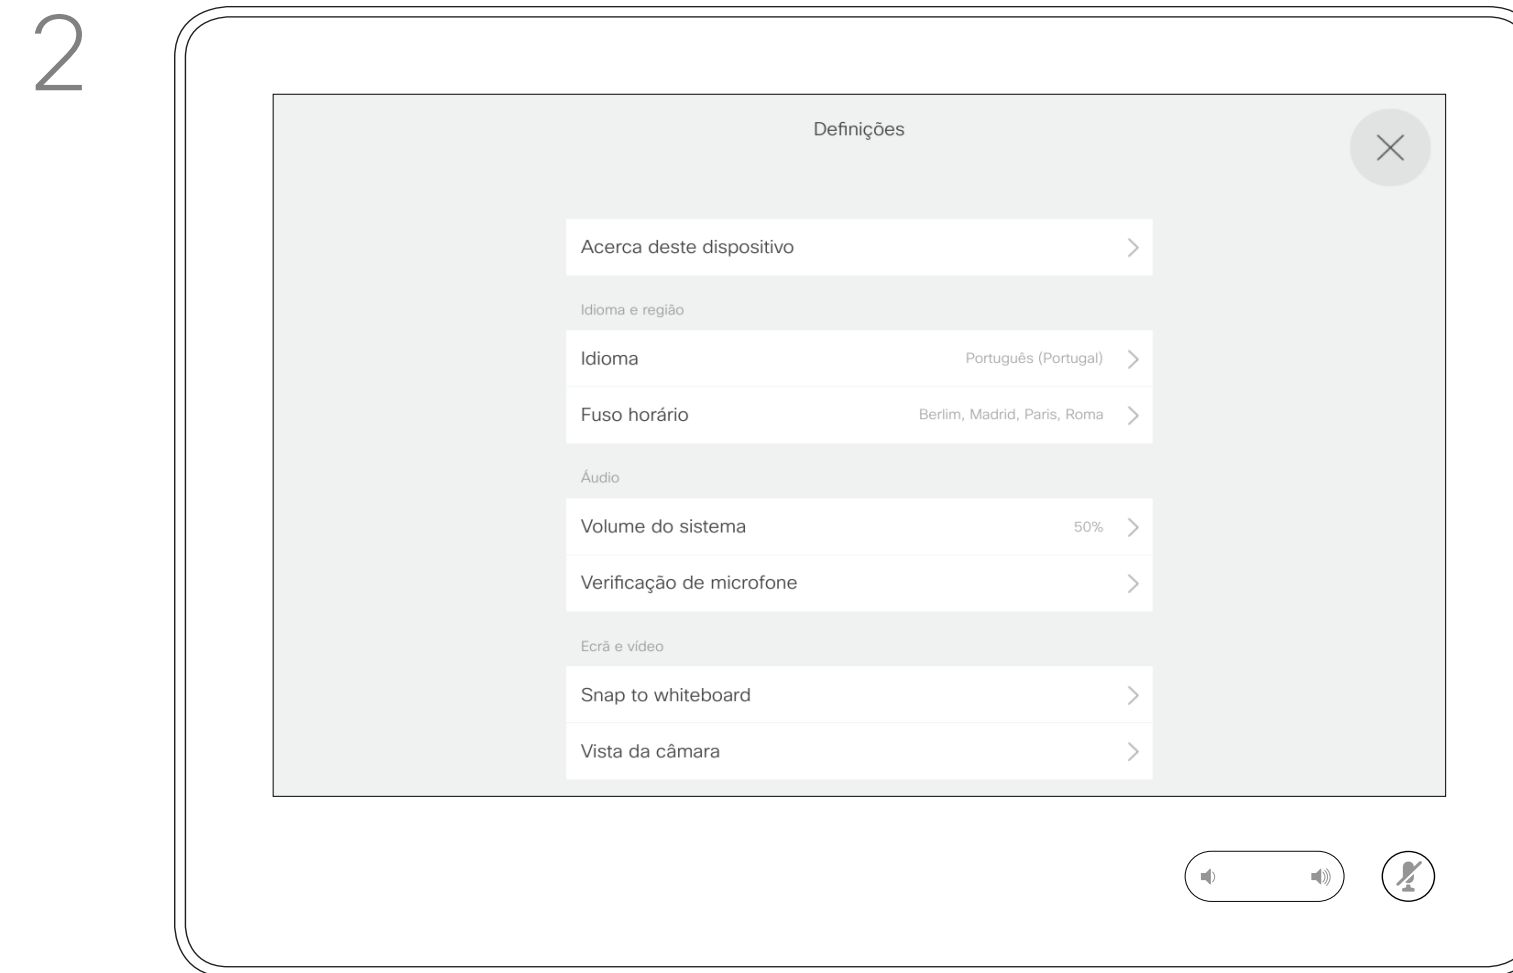 2
Definições
Acerca deste dispositivo
Idioma e região
Idioma Português (Portugal)
Fuso horário Berlim, Madrid, Paris, Roma
Áudio
Volume do sistema 50%
Verificação de microfone
Ecrã e vídeo
Snap to whiteboard
Vista da câmara